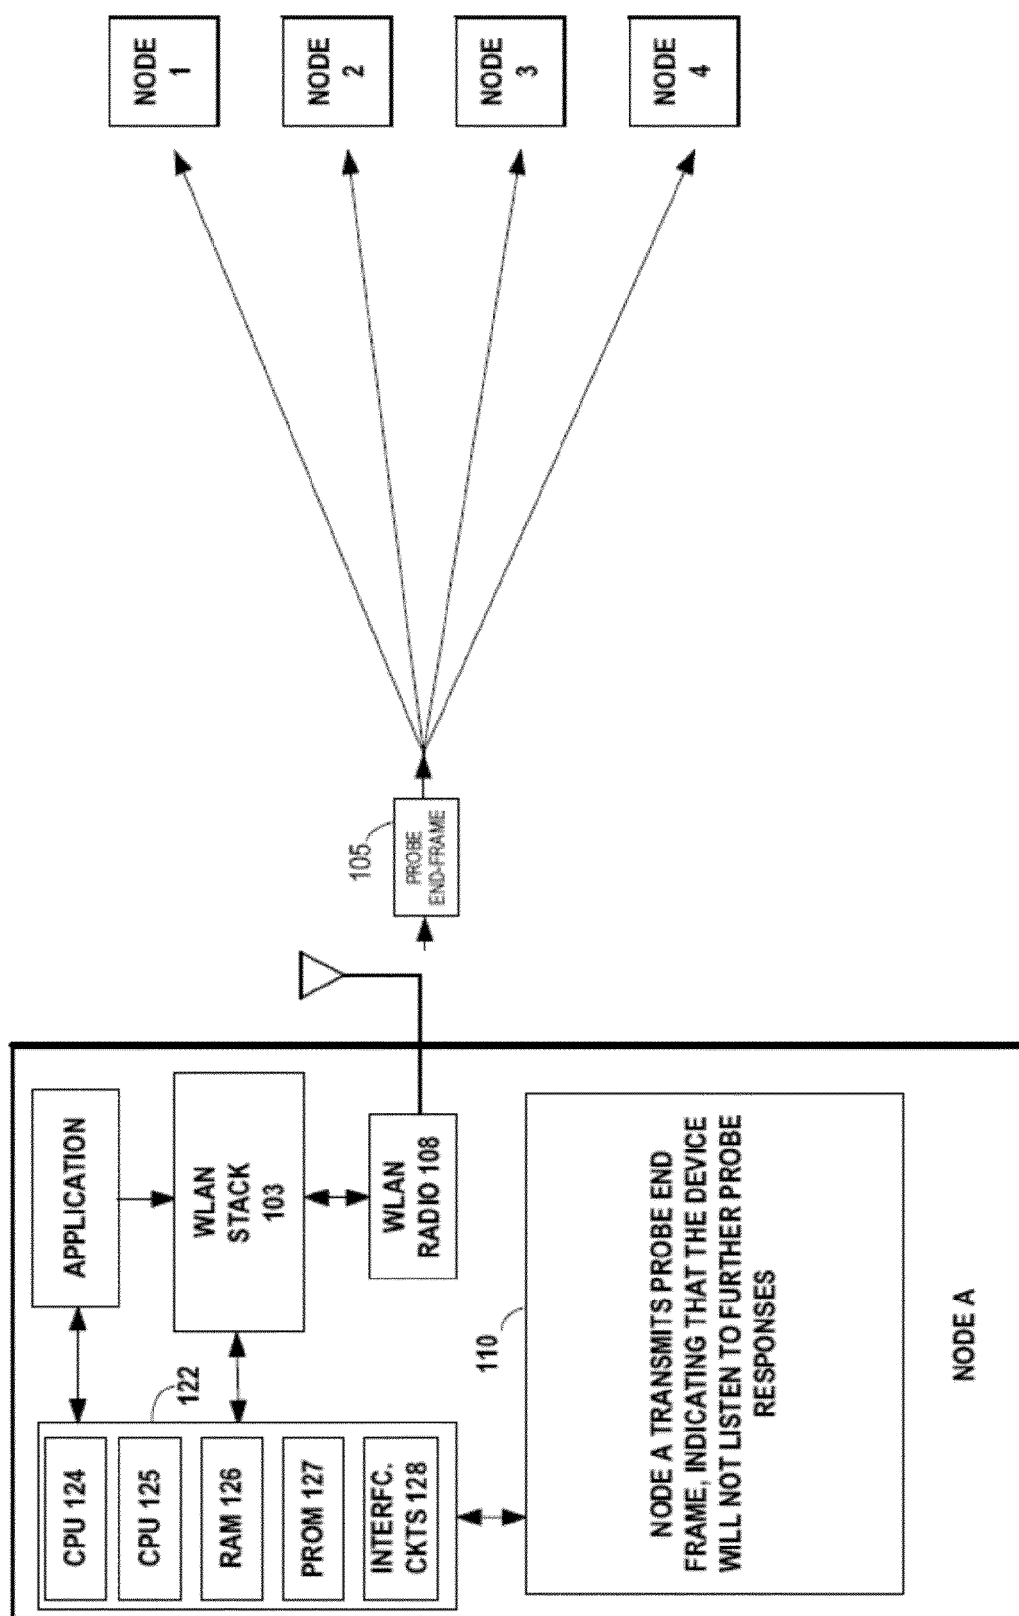 CPU 124
CPU 125
RAM 126
PROM 127
INTERFC.
CKTS 128
122
APPLICATION
WLAN
STACK
103
WLAN
RADIO 108
110
NODE A TRANSMITS PROBE END
FRAME, INDICATING THAT THE DEVICE
WILL NOT LISTEN TO FURTHER PROBE
RESPONSES
NODE A
105
PROBE
END-FRAME
NODE
1
NODE
2
NODE
3
NODE
4